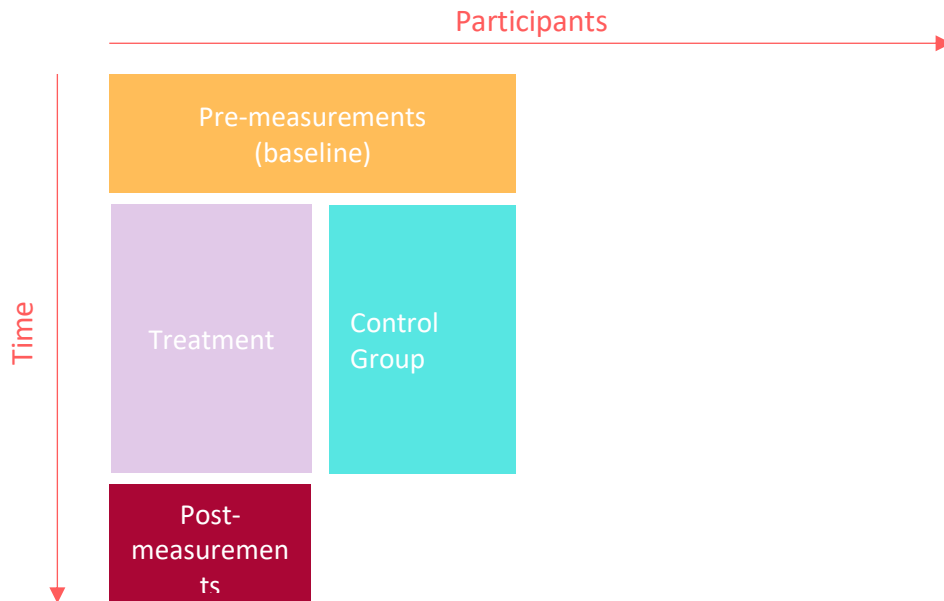 Participants
Pre-measurements
(baseline)
Time
Treatment
Control
Group
Post-
measuremen
ts